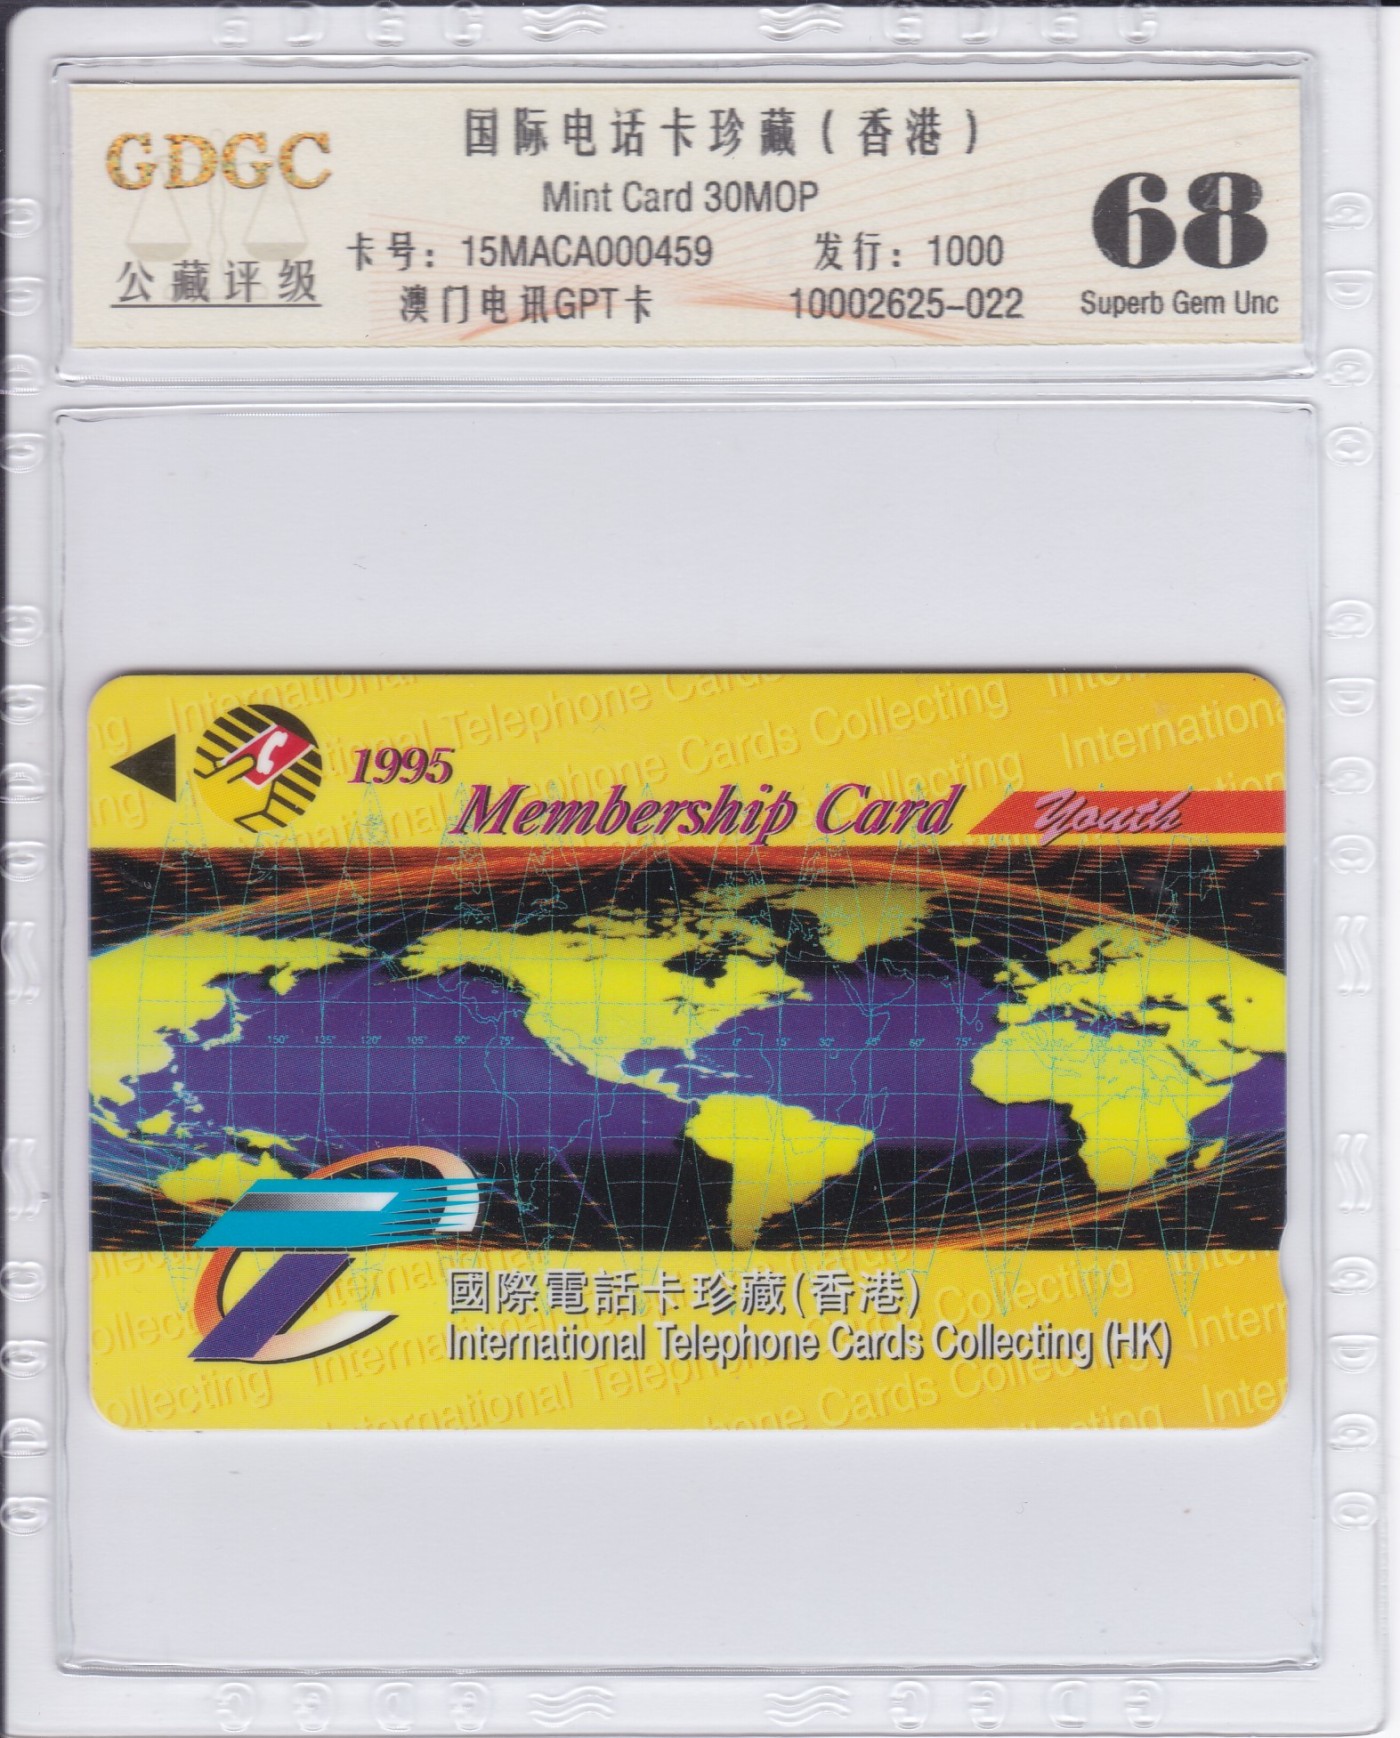 GDGC
公藏评级
国际电话卡珍藏(香港)
Mint Card 30MOP
卡号: 15MACA000459 发行: 1000
澳门电讯GPT卡 10002625-022
68
Superb Gem Unc
1995
Membership Card
Youth
國際電話卡珍藏(香港)
International Telephone Cards Collecting (HK)